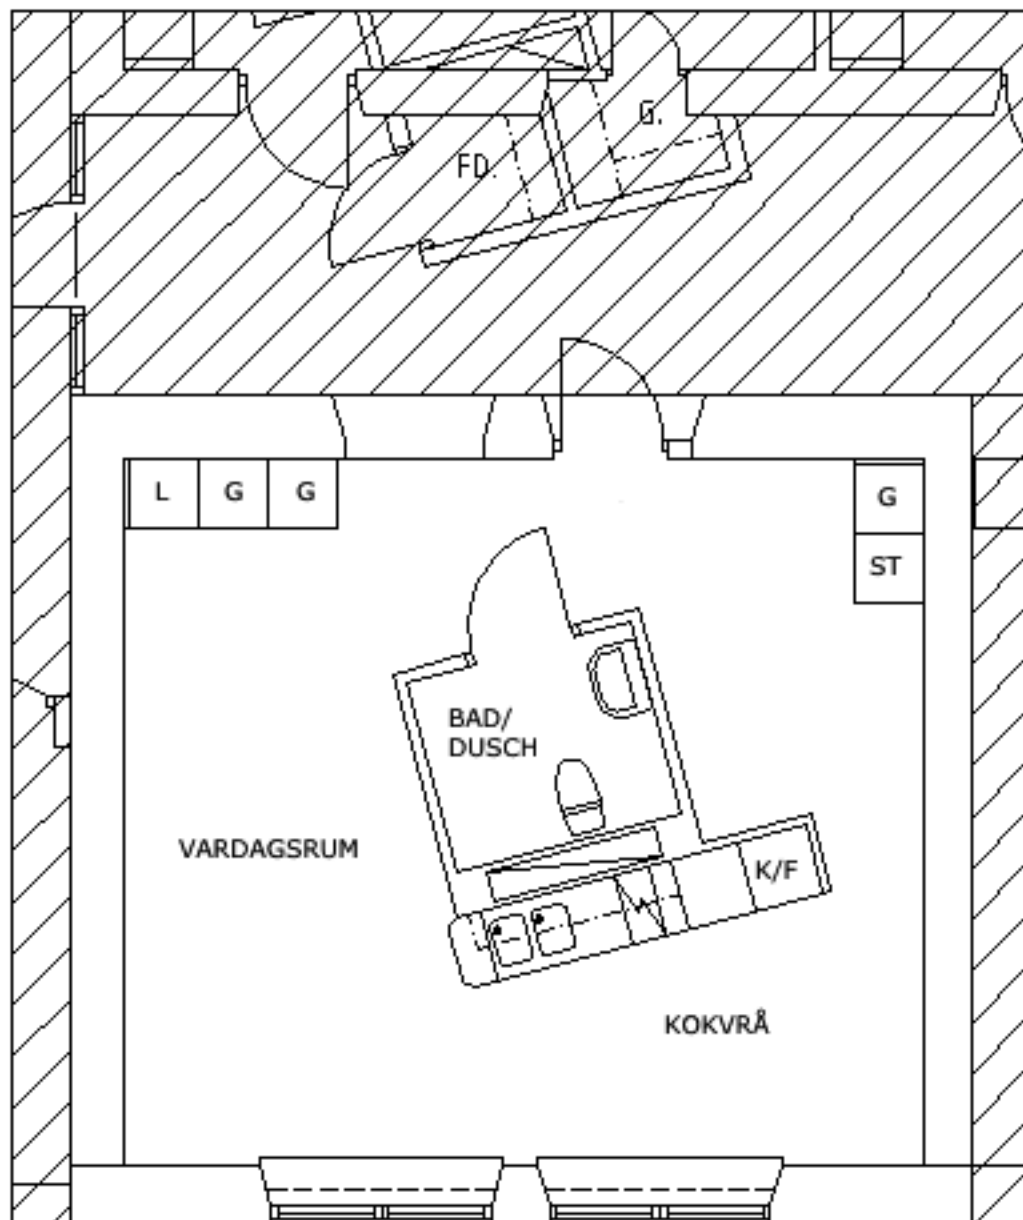 G.
FD.
L G G
G
ST
BAD/
DUSCH
VARDAGSRUM
K/F
KOKVRÅ